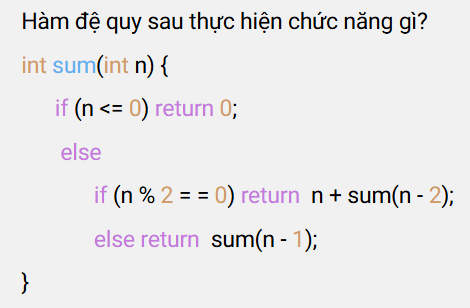 Hàm đệ quy sau thực hiện chức năng gì?
int sum(int n) {
if (n <= 0) return 0;
else
if (n % 2 = = 0) return n + sum(n - 2);
else return sum(n - 1);
}